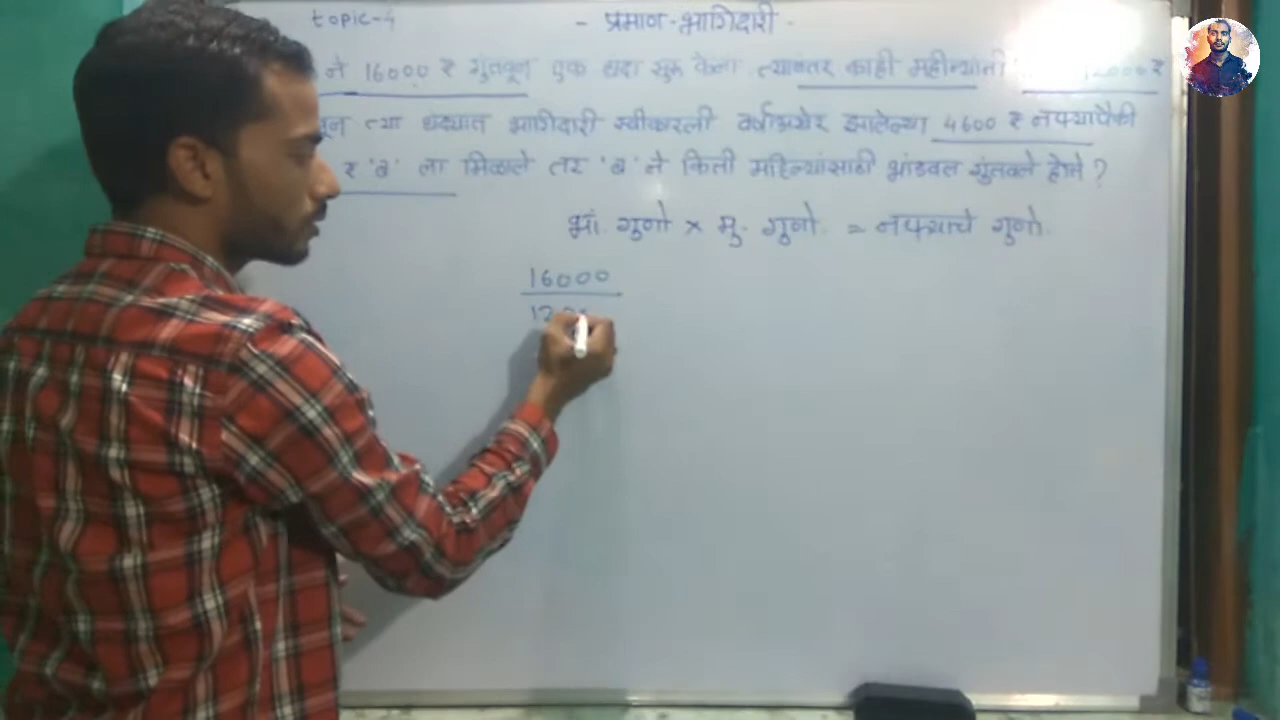 topic-4 - प्रमाण-भागिदारी -
ने 16000 ₹ गुंतवून एक धंदा सुरू केला त्यानंतर काही महीन्यांनी ₹
त्या धंद्यात भागिदारी स्वीकारली वर्षाअखेर झालेल्या 4600 ₹ नफ्यापैकी
₹ 'ब' ला मिळाले तर 'ब' ने किती महिन्यांसाठी भांडवल गुंतवले होते ?
भां. गुणो × मु. गुणो. = नफ्याचे गुणो.
16000